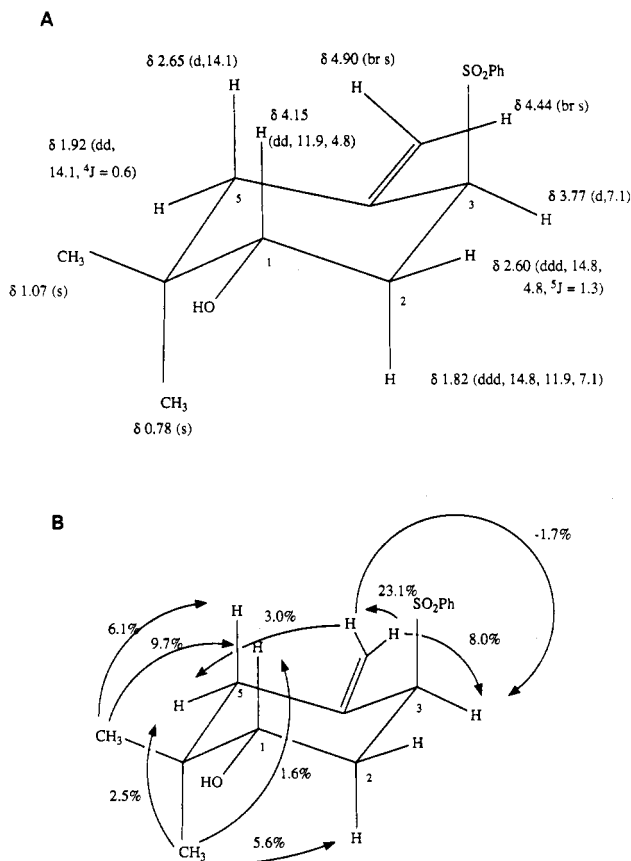 A
δ 2.65 (d,14.1)
δ 4.90 (br s)
SO₂Ph
H
H
δ 4.15
H
H
δ 4.44 (br s)
(dd, 11.9, 4.8)
δ 1.92 (dd,
14.1, ⁴J = 0.6)
H
5
3
δ 3.77 (d,7.1)
H
CH₃
1
H
δ 2.60 (ddd, 14.8,
4.8, ⁵J = 1.3)
δ 1.07 (s)
HO
2
H
δ 1.82 (ddd, 14.8, 11.9, 7.1)
CH₃
δ 0.78 (s)
B
-1.7%
23.1%
SO₂Ph
6.1%
H
3.0%
H
9.7%
H
H
8.0%
H
5
3
H
CH₃
1
H
HO
2
2.5%
1.6%
5.6%
H
CH₃